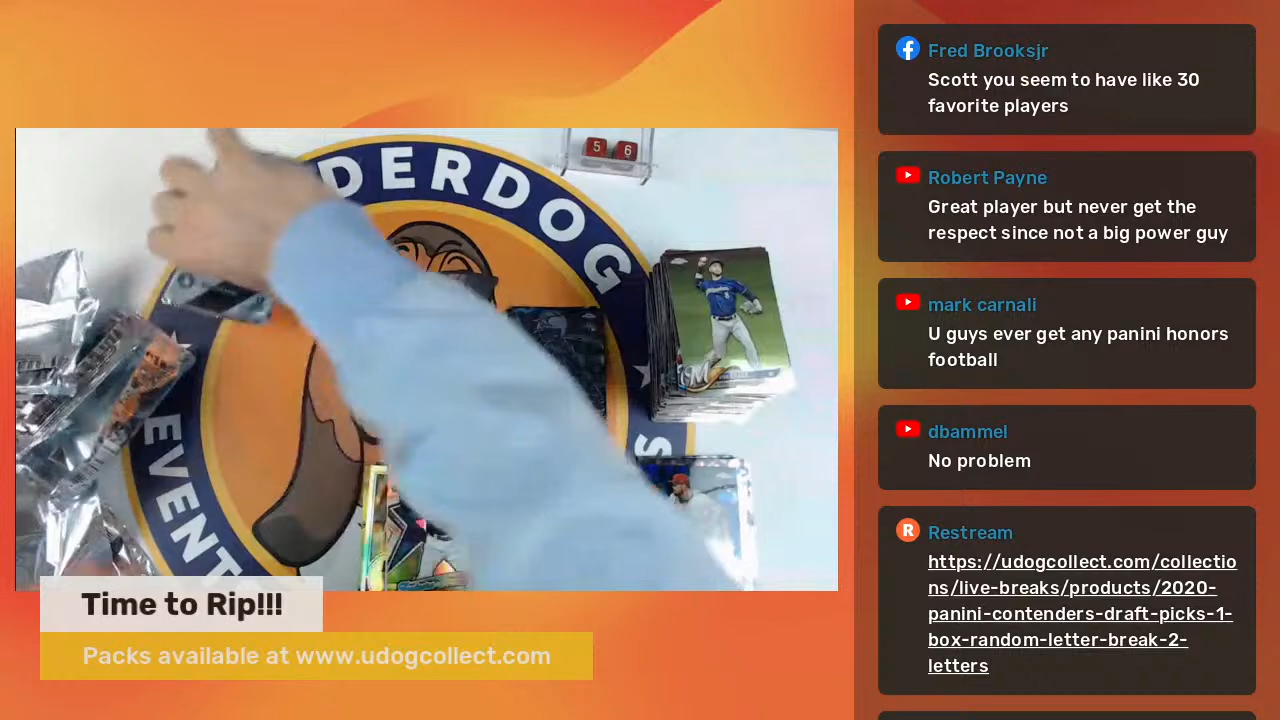 Fred Brooksjr
Scott you seem to have like 30
favorite players
Robert Payne
Great player but never get the
respect since not a big power guy
mark carnali
U guys ever get any panini honors
football
dbammel
No problem
Restream
https://udogcollect.com/collectio
ns/live-breaks/products/2020-
panini-contenders-draft-picks-1-
box-random-letter-break-2-
letters
DERDOG
5 6
EVENT
S
M
Time to Rip!!!
Packs available at www.udogcollect.com